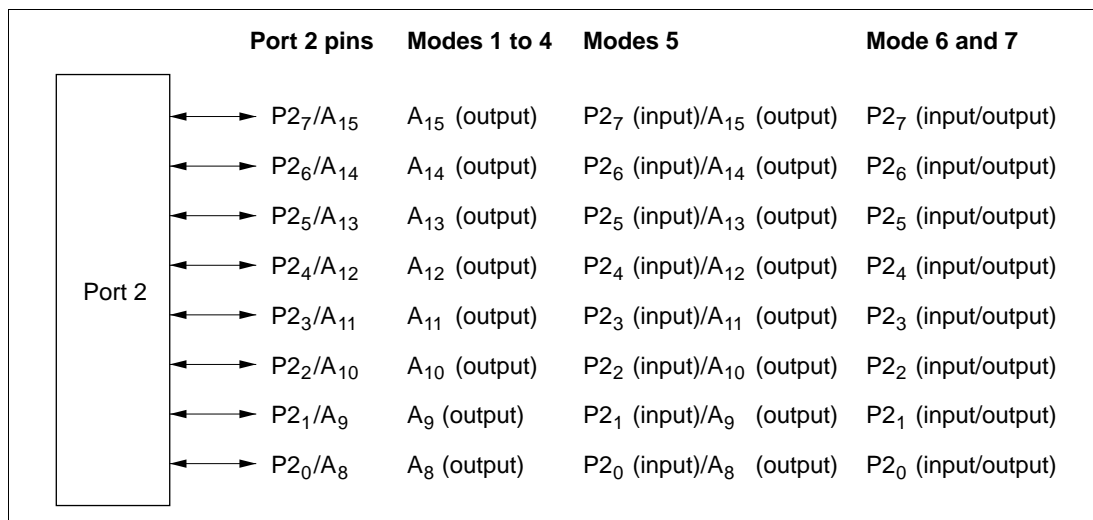 Port 2 pins Modes 1 to 4 Modes 5 Mode 6 and 7
P2₇/A₁₅ A₁₅ (output) P2₇ (input)/A₁₅ (output) P2₇ (input/output)
P2₆/A₁₄ A₁₄ (output) P2₆ (input)/A₁₄ (output) P2₆ (input/output)
P2₅/A₁₃ A₁₃ (output) P2₅ (input)/A₁₃ (output) P2₅ (input/output)
P2₄/A₁₂ A₁₂ (output) P2₄ (input)/A₁₂ (output) P2₄ (input/output)
Port 2
P2₃/A₁₁ A₁₁ (output) P2₃ (input)/A₁₁ (output) P2₃ (input/output)
P2₂/A₁₀ A₁₀ (output) P2₂ (input)/A₁₀ (output) P2₂ (input/output)
P2₁/A₉ A₉ (output) P2₁ (input)/A₉ (output) P2₁ (input/output)
P2₀/A₈ A₈ (output) P2₀ (input)/A₈ (output) P2₀ (input/output)